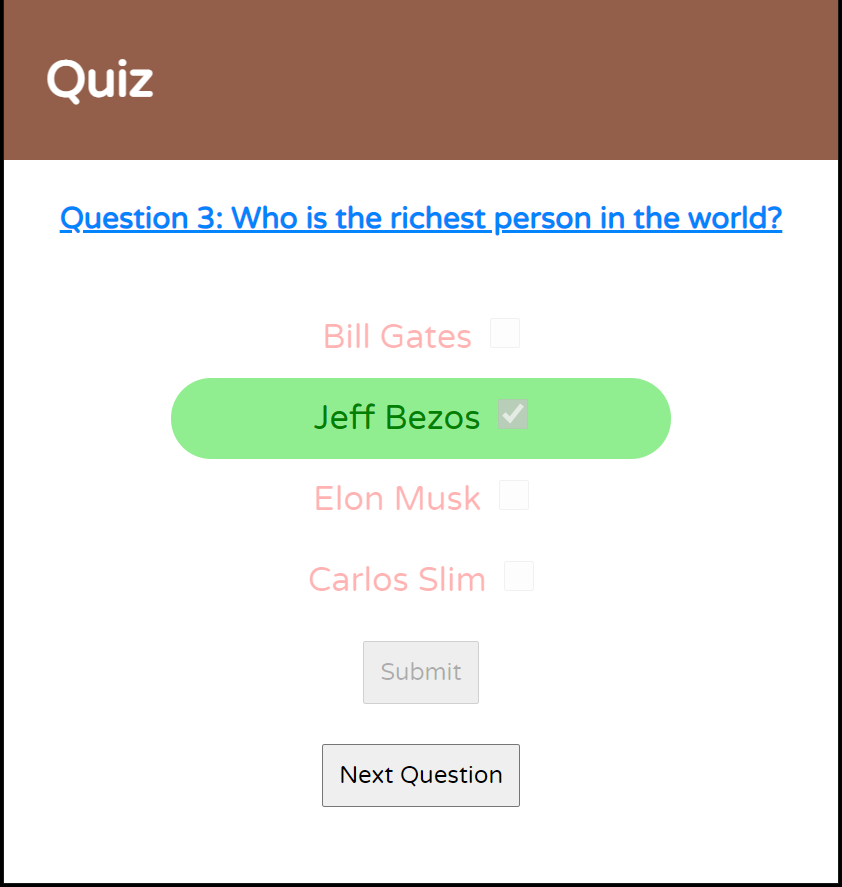 Quiz
Question 3: Who is the richest person in the world?
Bill Gates
Jeff Bezos
Elon Musk
Carlos Slim
Submit
Next Question